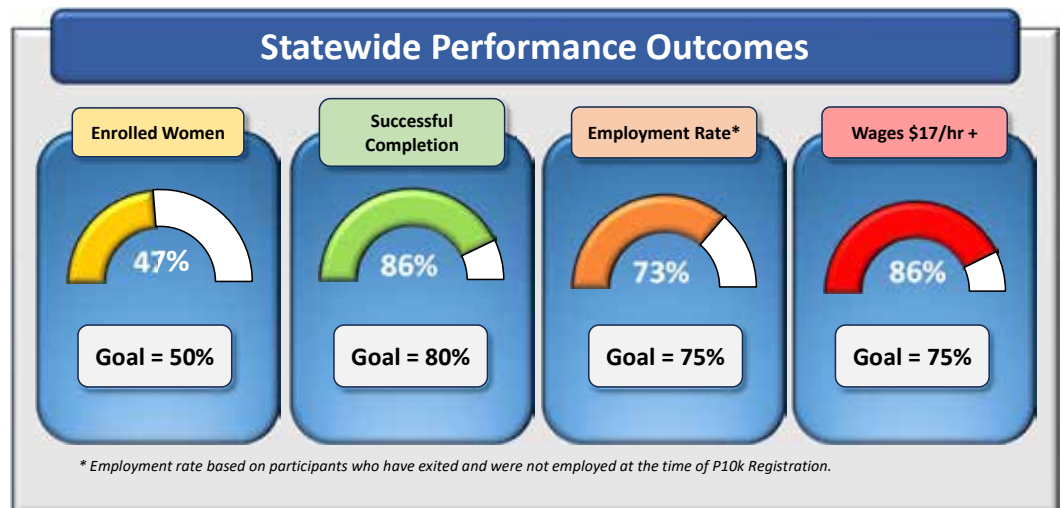 Statewide Performance Outcomes
Enrolled Women
Successful
Completion
Employment Rate*
Wages $17/hr +
47%
86%
73%
86%
Goal = 50%
Goal = 80%
Goal = 75%
Goal = 75%
* Employment rate based on participants who have exited and were not employed at the time of P10k Registration.